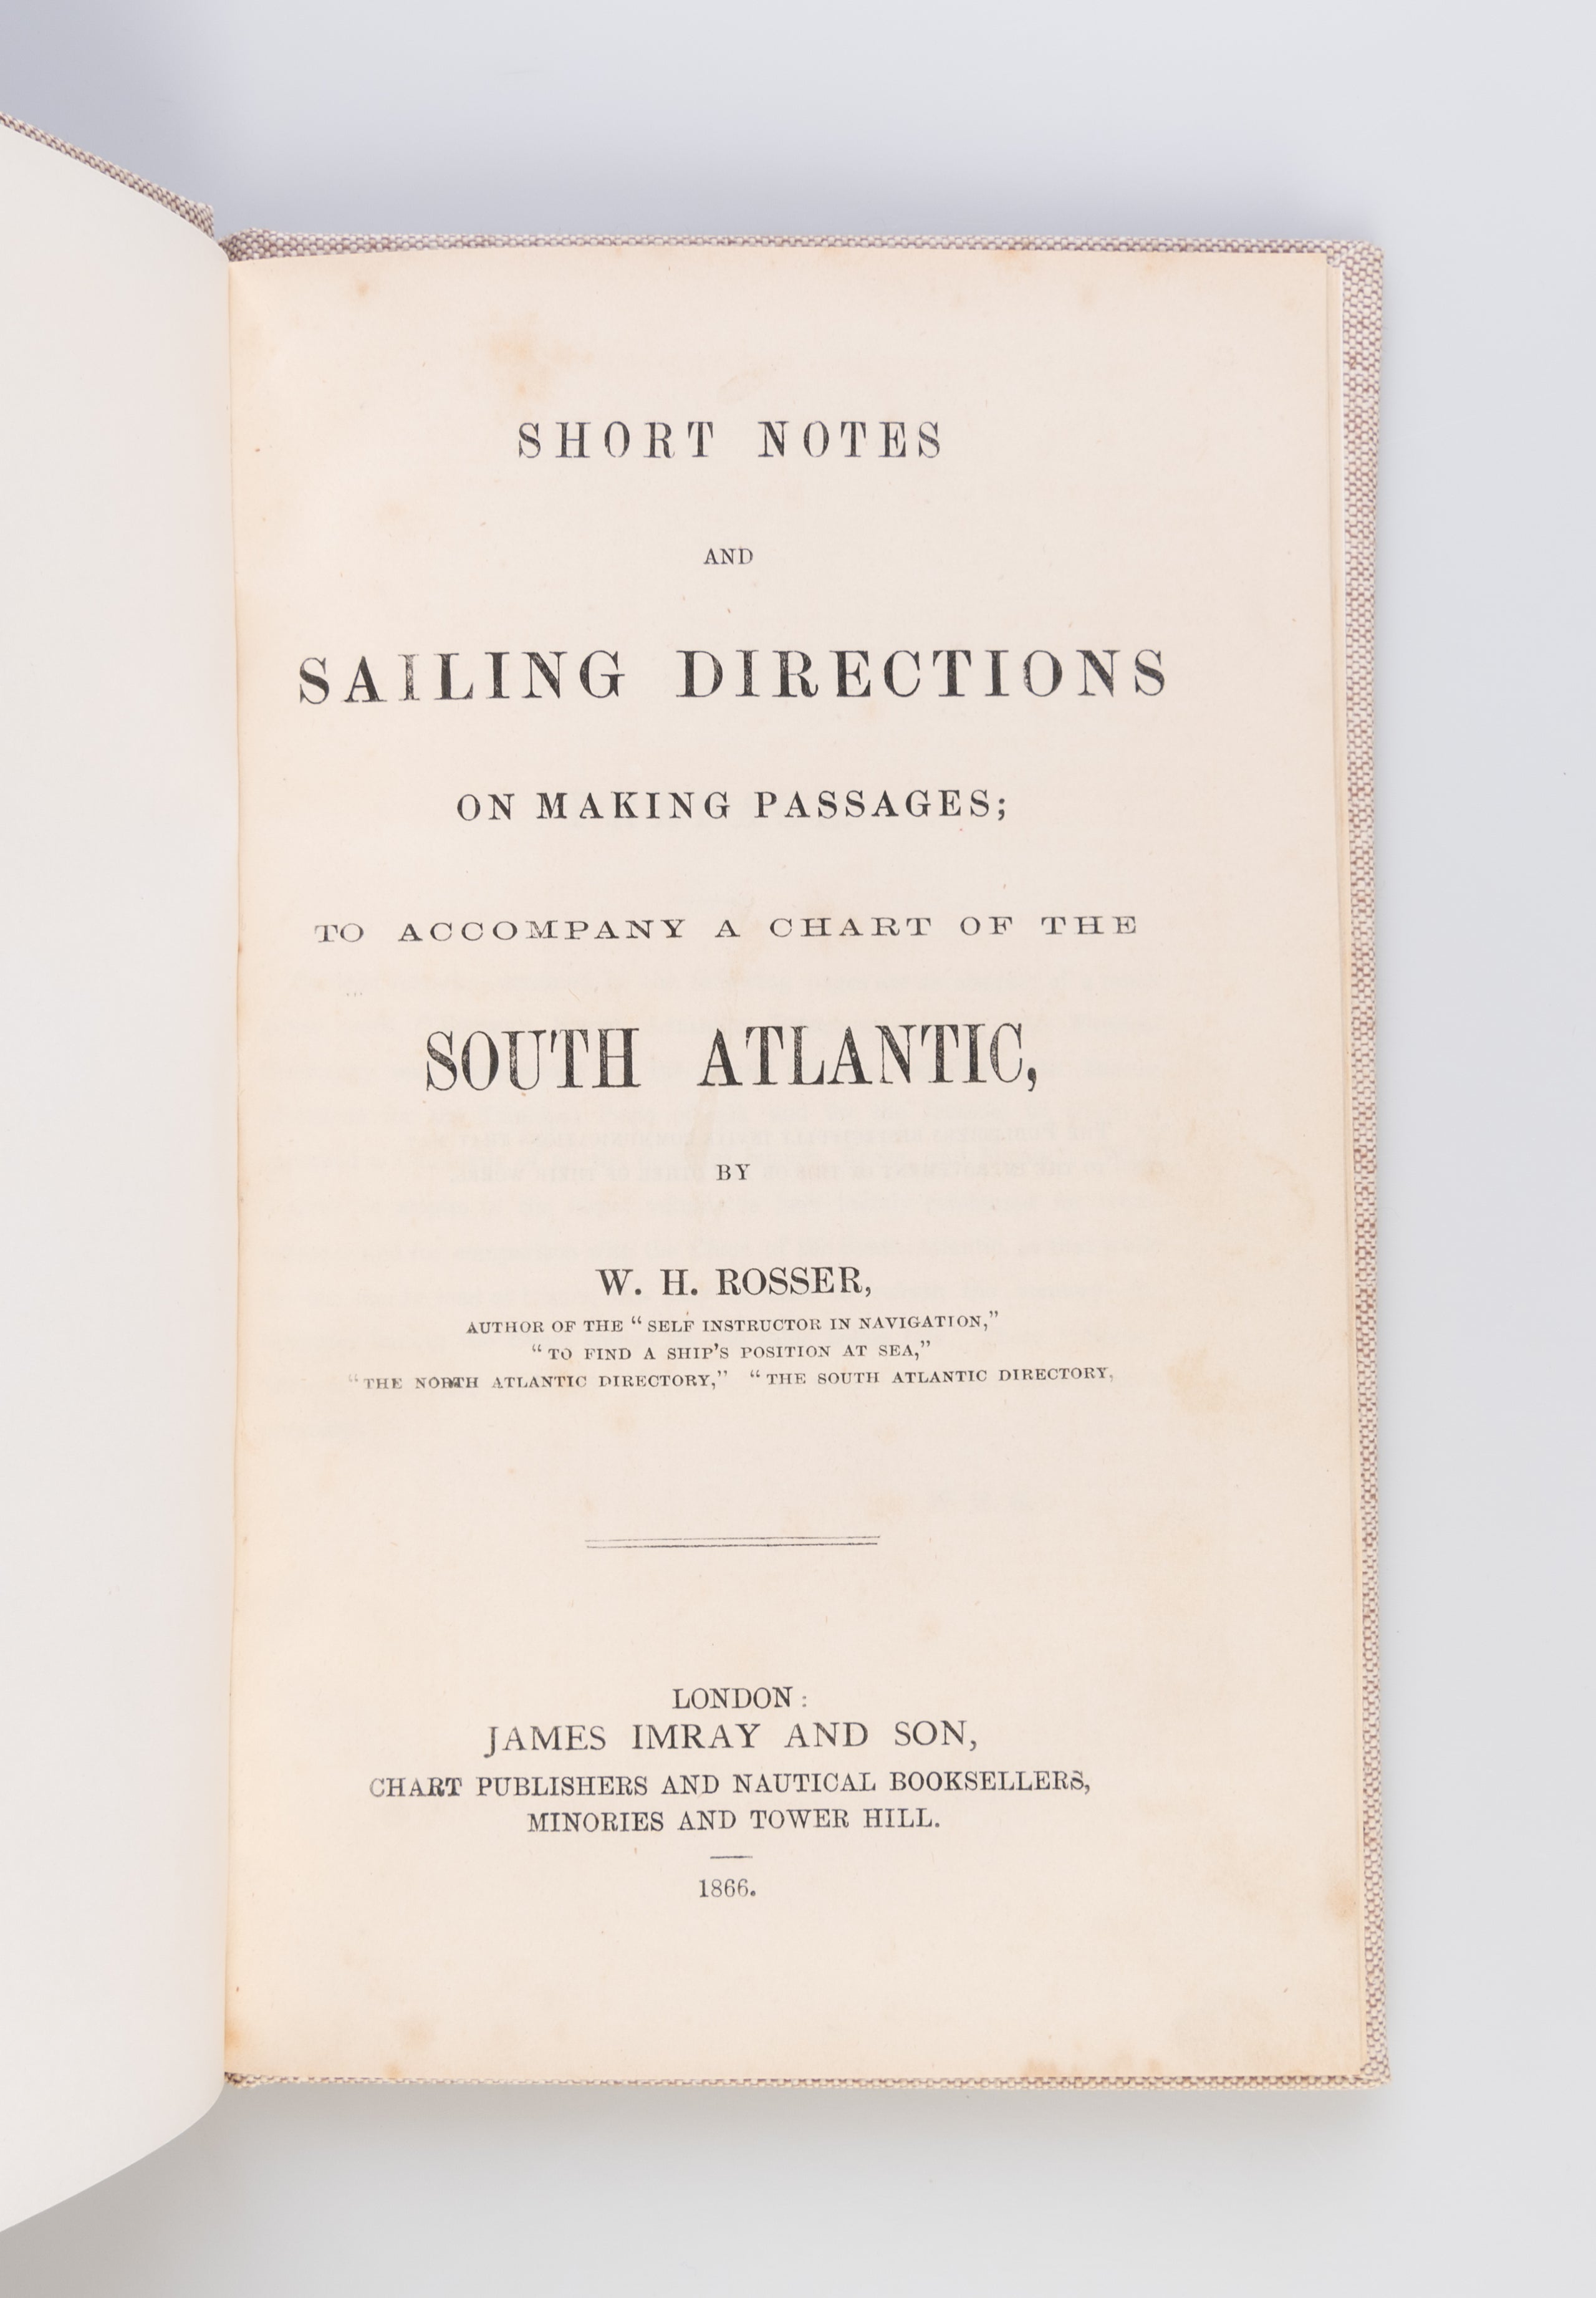 SHORT NOTES
AND
SAILING DIRECTIONS
ON MAKING PASSAGES;
TO ACCOMPANY A CHART OF THE
SOUTH ATLANTIC,
BY
W. H. ROSSER,
AUTHOR OF THE “ SELF INSTRUCTOR IN NAVIGATION,”
“ TO FIND A SHIP'S POSITION AT SEA,”
“ THE NORTH ATLANTIC DIRECTORY,” “ THE SOUTH ATLANTIC DIRECTORY,
LONDON :
JAMES IMRAY AND SON,
CHART PUBLISHERS AND NAUTICAL BOOKSELLERS,
MINORIES AND TOWER HILL.
1866.